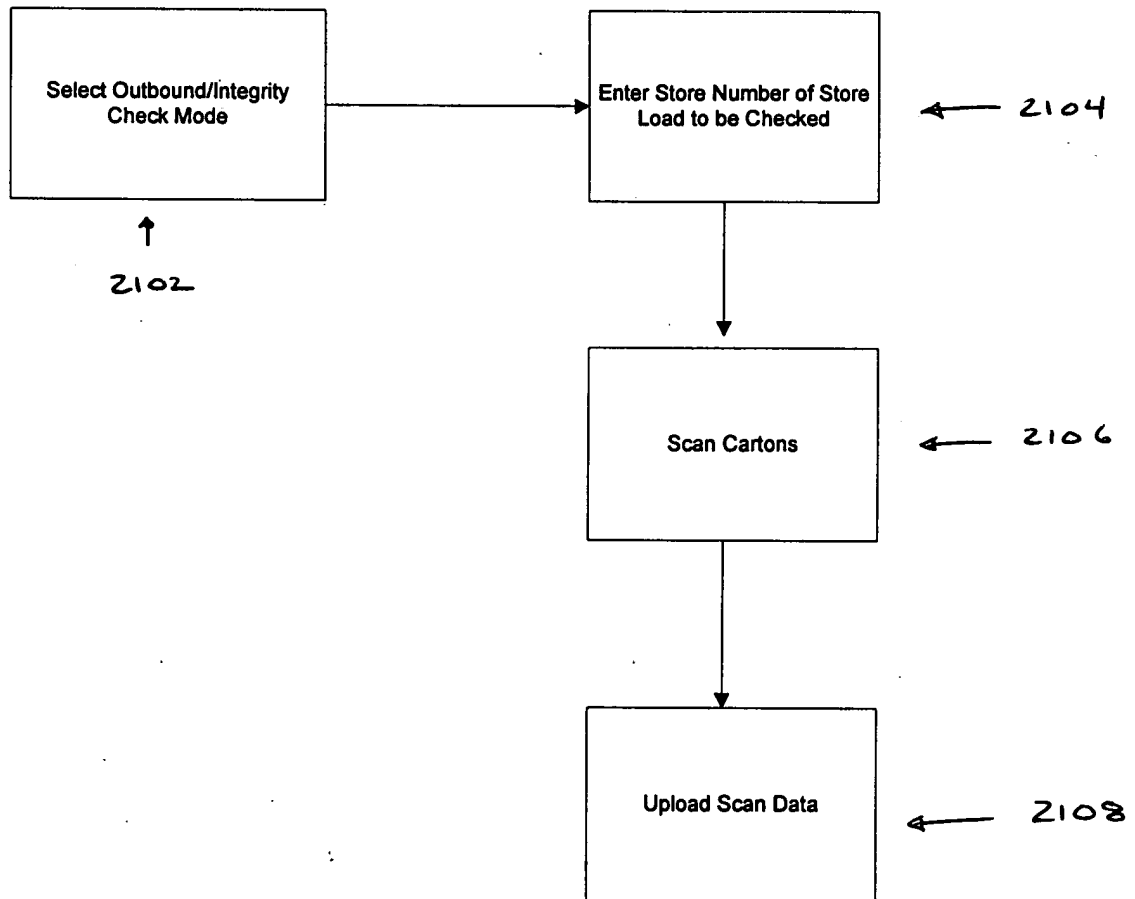 Select Outbound/Integrity
Check Mode
2102
Enter Store Number of Store
Load to be Checked
2104
Scan Cartons
2106
Upload Scan Data
2108